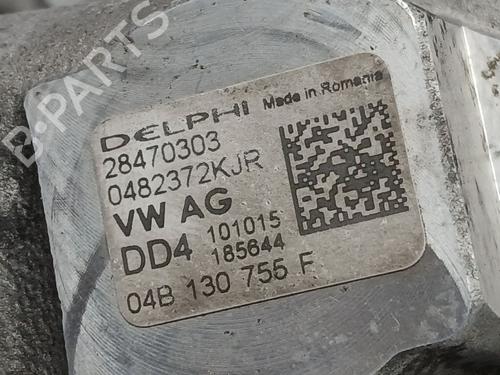 B-PARTS
DELPHI Made in Romania
28470303
0482372KJR
VW AG
DD4 101015
185644
04B 130 755 F